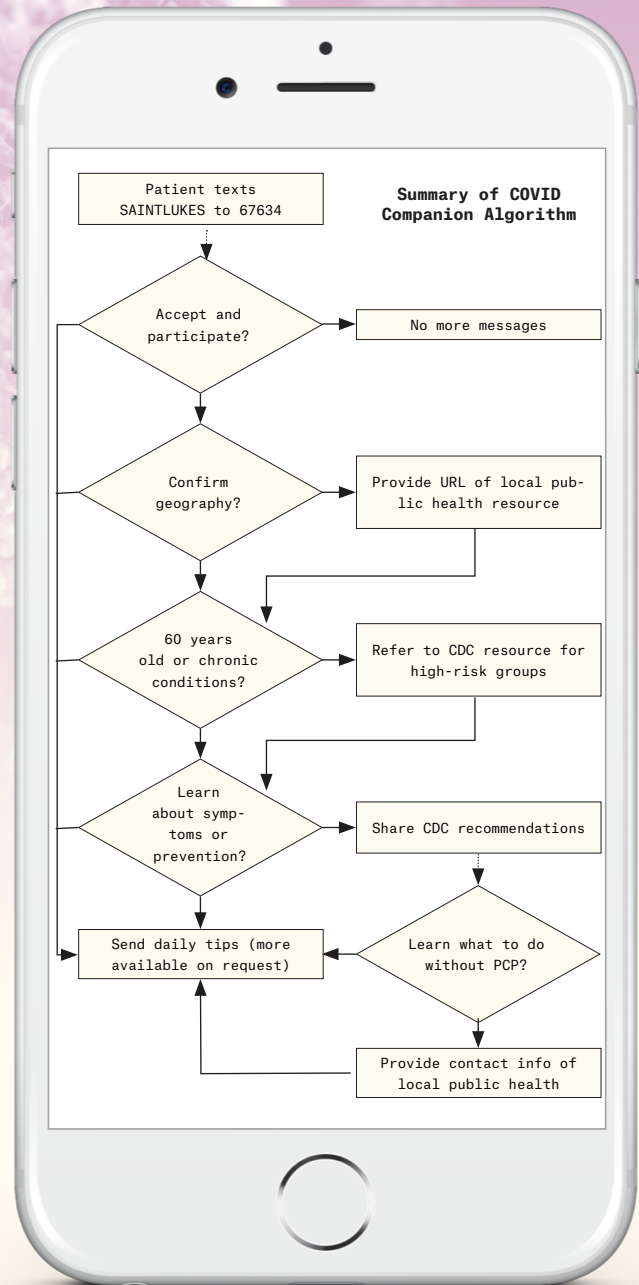 Patient texts
SAINTLUKES to 67634
Summary of COVID
Companion Algorithm
Accept and
participate?
No more messages
Confirm
geography?
Provide URL of local pub-
lic health resource
60 years
old or chronic
conditions?
Refer to CDC resource for
high-risk groups
Learn
about symp-
toms or
prevention?
Share CDC recommendations
Send daily tips (more
available on request)
Learn what to do
without PCP?
Provide contact info of
local public health